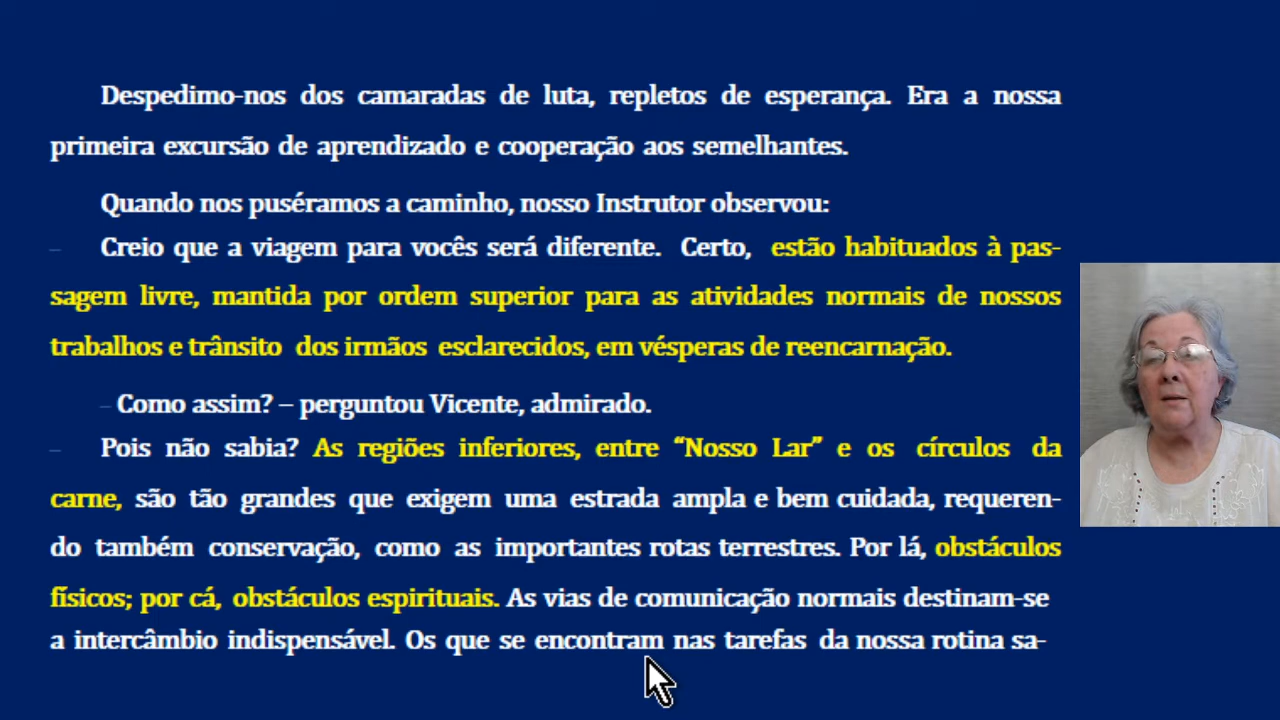 Despedimo-nos dos camaradas de luta, repletos de esperança. Era a nossa
primeira excursão de aprendizado e cooperação aos semelhantes.
Quando nos puséramos a caminho, nosso Instrutor observou:
– Creio que a viagem para vocês será diferente. Certo, estão habituados à pas-
sagem livre, mantida por ordem superior para as atividades normais de nossos
trabalhos e trânsito dos irmãos esclarecidos, em vésperas de reencarnação.
– Como assim? – perguntou Vicente, admirado.
– Pois não sabia? As regiões inferiores, entre “Nosso Lar” e os círculos da
carne, são tão grandes que exigem uma estrada ampla e bem cuidada, requeren-
do também conservação, como as importantes rotas terrestres. Por lá, obstáculos
físicos; por cá, obstáculos espirituais. As vias de comunicação normais destinam-se
a intercâmbio indispensável. Os que se encontram nas tarefas da nossa rotina sa-